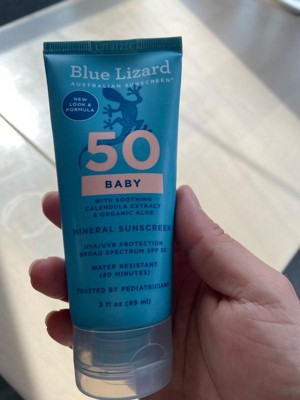 Blue Lizard
AUSTRALIAN SUNSCREEN
NEW
LOOK &
FORMULA
50
BABY
WITH SOOTHING
CALENDULA EXTRACT
& ORGANIC ALOE
MINERAL SUNSCREEN
UVA/UVB PROTECTION
BROAD SPECTRUM SPF 50
WATER RESISTANT
(80 MINUTES)
TRUSTED BY PEDIATRICIANS
3 fl oz (89 ml)